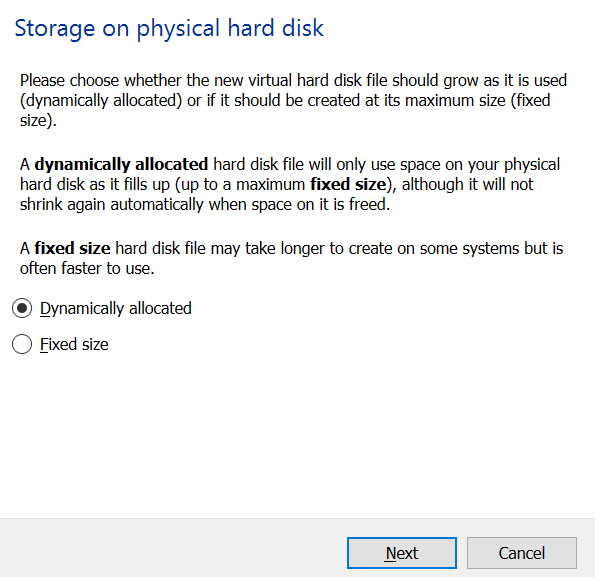 Storage on physical hard disk
Please choose whether the new virtual hard disk file should grow as it is used
(dynamically allocated) or if it should be created at its maximum size (fixed
size).
A dynamically allocated hard disk file will only use space on your physical
hard disk as it fills up (up to a maximum fixed size), although it will not
shrink again automatically when space on it is freed.
A fixed size hard disk file may take longer to create on some systems but is
often faster to use.
Dynamically allocated
Fixed size
Next
Cancel